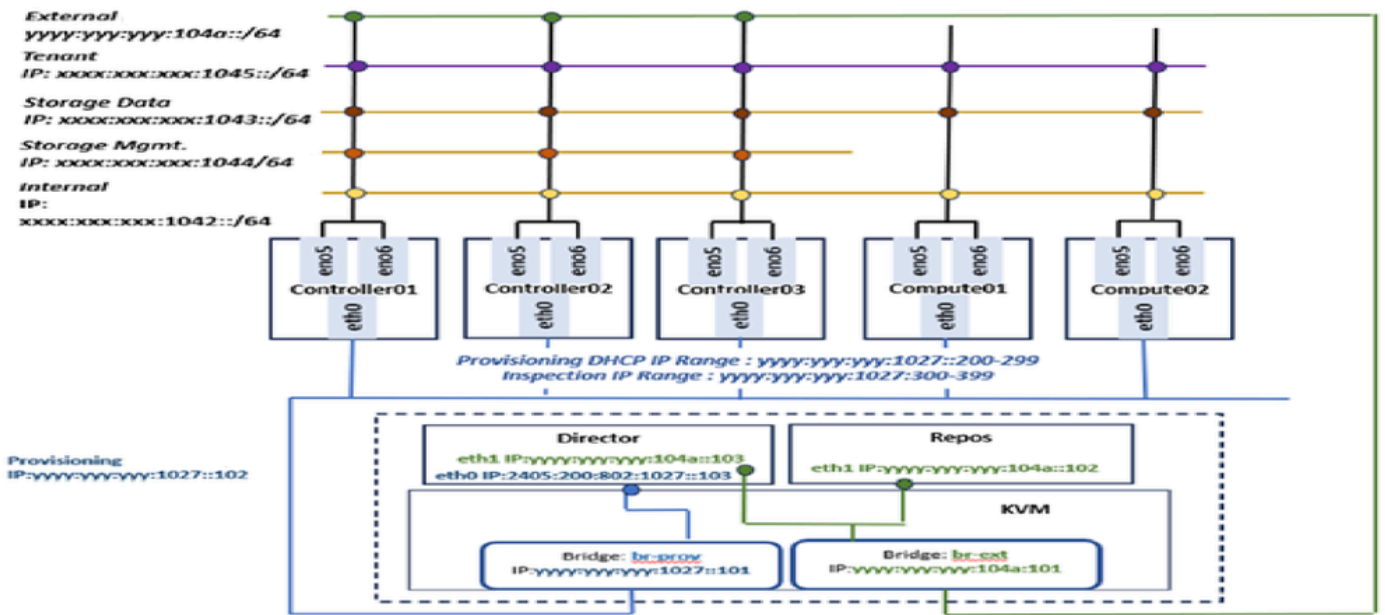 External
yyyy:yyy:yyy:104a::/64
Tenant
IP: xxxx:xxx:xxx:1045::/64
Storage Data
IP: xxxx:xxx:xxx:1043::/64
Storage Mgmt.
IP: xxxx:xxx:xxx:1044/64
Internal
IP:
xxxx:xxx:xxx:1042::/64
eno5 eno6 eno5 eno6 eno5 eno6 eno5 eno6 eno5 eno6
Controller01 Controller02 Controller03 Compute01 Compute02
eth0 eth0 eth0 eth0 eth0
Provisioning DHCP IP Range : yyyy:yyy:yyy:1027::200-299
Inspection IP Range : yyyy:yyy:yyy:1027:300-399
Director
eth1 IP:yyyy:yyy:yyy:104a::103
eth0 IP:2405:200:802:1027::103
Repos
eth1 IP:yyyy:yyy:yyy:104a::102
Provisioning
IP:yyyy:yyy:yyy:1027::102
KVM
Bridge: br-prov
IP:yyyy:yyy:yyy:1027::101
Bridge: br-ext
IP:yyyy:yyy:yyy:104a:101